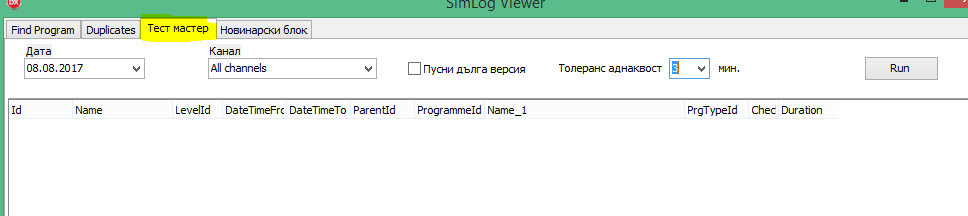 SimLog Viewer
Find Program Duplicates Тест мастер Новинарски блок
Дата Канал
08.08.2017 All channels Пусни дълга версия Толеранс аднаквост 3 мин. Run
Id Name LevelId DateTimeFrc DateTimeTo ParentId ProgrammeId Name_1 PrgTypeId Chec Duration